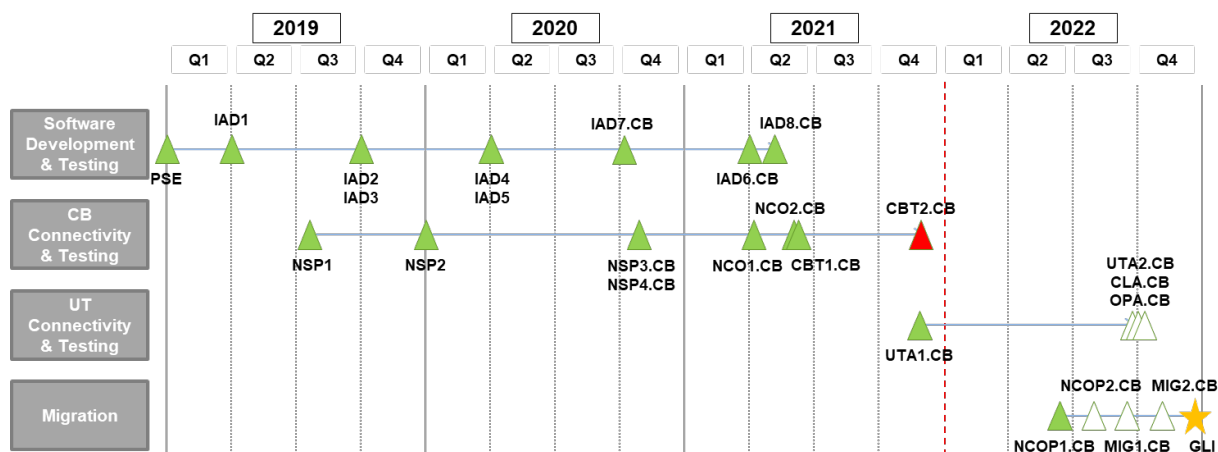 2019
2020
2021
2022
Q1
Q2
Q3
Q4
Q1
Q2
Q3
Q4
Q1
Q2
Q3
Q4
Q1
Q2
Q3
Q4
Software
Development
& Testing
IAD1
IAD7.CB
IAD8.CB
PSE
IAD2
IAD3
IAD4
IAD5
IAD6.CB
CB
Connectivity
& Testing
NCO2.CB
CBT2.CB
NSP1
NSP2
NSP3.CB
NSP4.CB
NCO1.CB
CBT1.CB
UT
Connectivity
& Testing
UTA2.CB
CLA.CB
OPA.CB
UTA1.CB
Migration
NCOP2.CB
MIG2.CB
NCOP1.CB
MIG1.CB
GLI